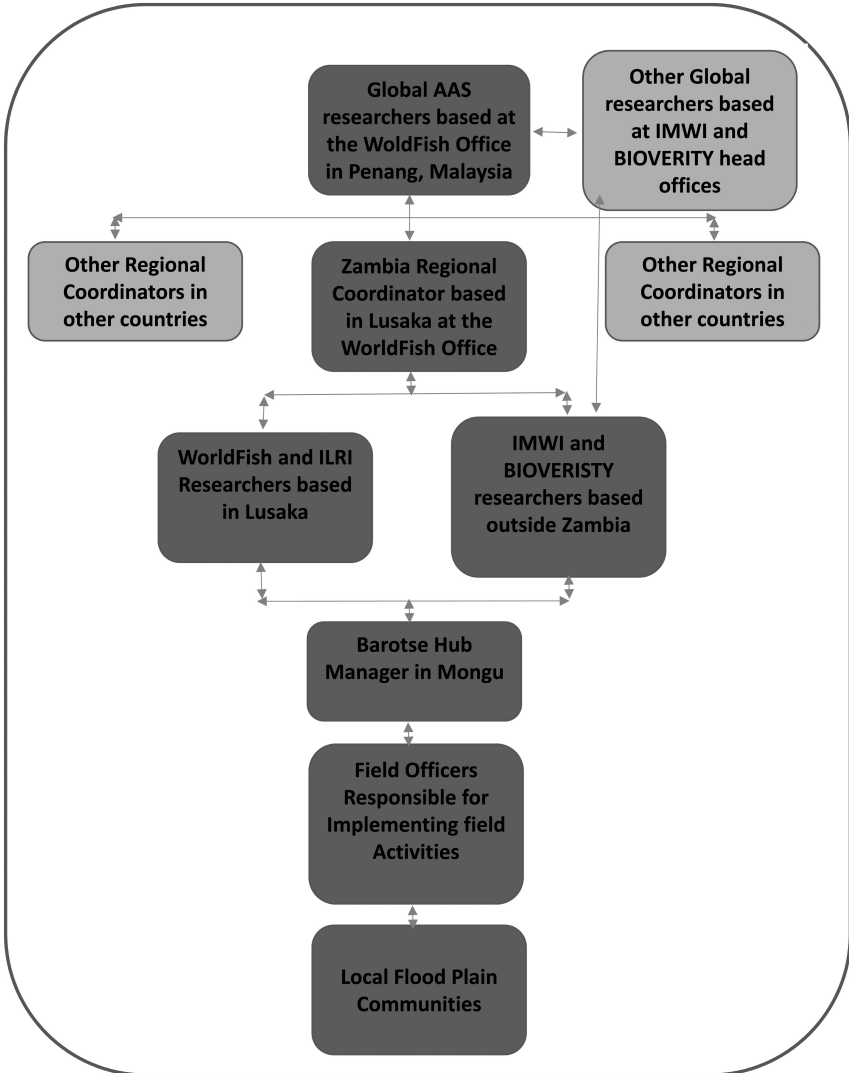 Global AAS
researchers based at
the WoldFish Office
in Penang, Malaysia
Other Global
researchers based
at IMWI and
BIOVERITY head
offices
Other Regional
Coordinators in
other countries
Zambia Regional
Coordinator based
in Lusaka at the
WorldFish Office
Other Regional
Coordinators in
other countries
WorldFish and ILRI
Researchers based
in Lusaka
IMWI and
BIOVERISTY
researchers based
outside Zambia
Barotse Hub
Manager in Mongu
Field Officers
Responsible for
Implementing field
Activities
Local Flood Plain
Communities